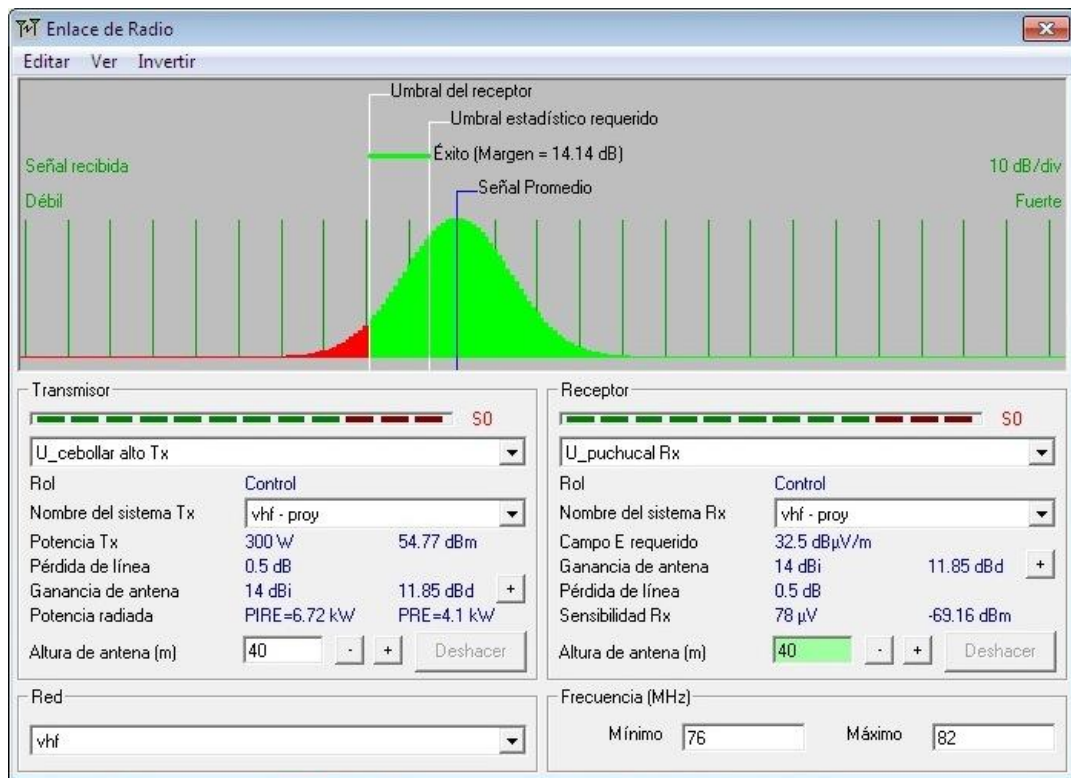 Enlace de Radio
Editar Ver Invertir
Umbral del receptor
Umbral estadístico requerido
Éxito (Margen = 14.14 dB)
Señal recibida 10 dB/div
Señal Promedio
Débil Fuerte
Transmisor
S0
U_cebollar alto Tx
Rol Control
Nombre del sistema Tx vhf - proy
Potencia Tx 300 W 54.77 dBm
Pérdida de línea 0.5 dB
Ganancia de antena 14 dBi 11.85 dBd +
Potencia radiada PIRE=6.72 kW PRE=4.1 kW
Altura de antena (m) 40 - + Deshacer
Receptor
S0
U_puchucal Rx
Rol Control
Nombre del sistema Rx vhf - proy
Campo E requerido 32.5 dBµV/m
Ganancia de antena 14 dBi 11.85 dBd +
Pérdida de línea 0.5 dB
Sensibilidad Rx 78 µV -69.16 dBm
Altura de antena (m) 40 - + Deshacer
Red
vhf
Frecuencia (MHz)
Mínimo 76 Máximo 82